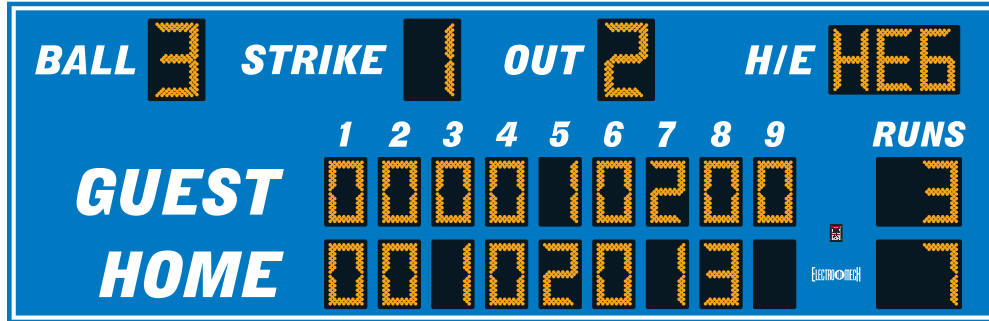 BALL 3 STRIKE 1 OUT 2 H/E HE6
1 2 3 4 5 6 7 8 9 RUNS
GUEST 0 0 0 0 1 0 2 0 0 3
HOME 0 0 1 0 2 0 1 3 7
ELECTRO-MECH